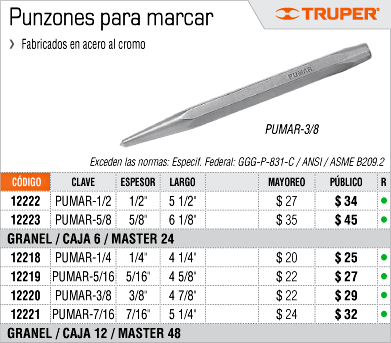 Punzones para marcar
TRUPER®
❯ Fabricados en acero al cromo
PUMAR
PUMAR-3/8
Exceden las normas: Especif. Federal: GGG-P-831-C / ANSI / ASME B209.2
CÓDIGO CLAVE ESPESOR LARGO MAYOREO PÚBLICO R
12222 PUMAR-1/2 1/2" 5 1/2" $ 27 $ 34 ●
12223 PUMAR-5/8 5/8" 6 1/8" $ 35 $ 45 ●
GRANEL / CAJA 6 / MASTER 24
12218 PUMAR-1/4 1/4" 4 1/4" $ 20 $ 25 ●
12219 PUMAR-5/16 5/16" 4 5/8" $ 22 $ 27 ●
12220 PUMAR-3/8 3/8" 4 7/8" $ 22 $ 29 ●
12221 PUMAR-7/16 7/16" 5 1/4" $ 24 $ 32 ●
GRANEL / CAJA 12 / MASTER 48